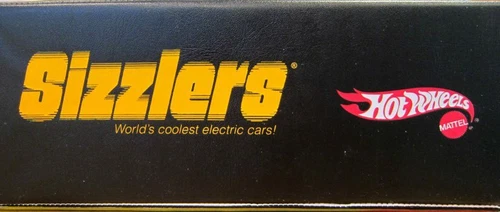 Sizzlers®
World's coolest electric cars!
Hot Wheels
MATTEL